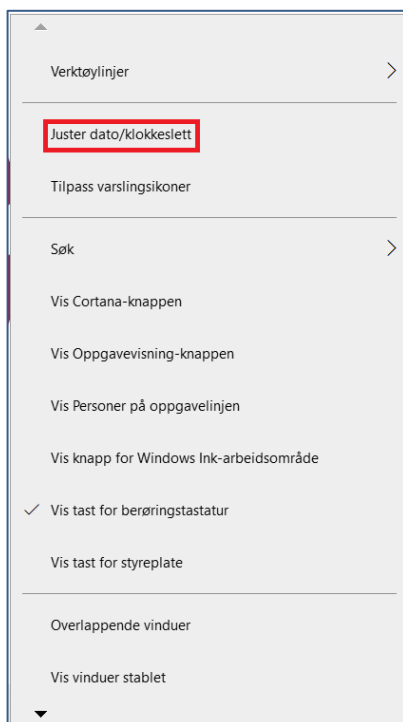 Verktøylinjer
Juster dato/klokkeslett
Tilpass varslingsikoner
Søk
Vis Cortana-knappen
Vis Oppgavevisning-knappen
Vis Personer på oppgavelinjen
Vis knapp for Windows Ink-arbeidsområde
Vis tast for berøringstastatur
Vis tast for styreplate
Overlappende vinduer
Vis vinduer stablet